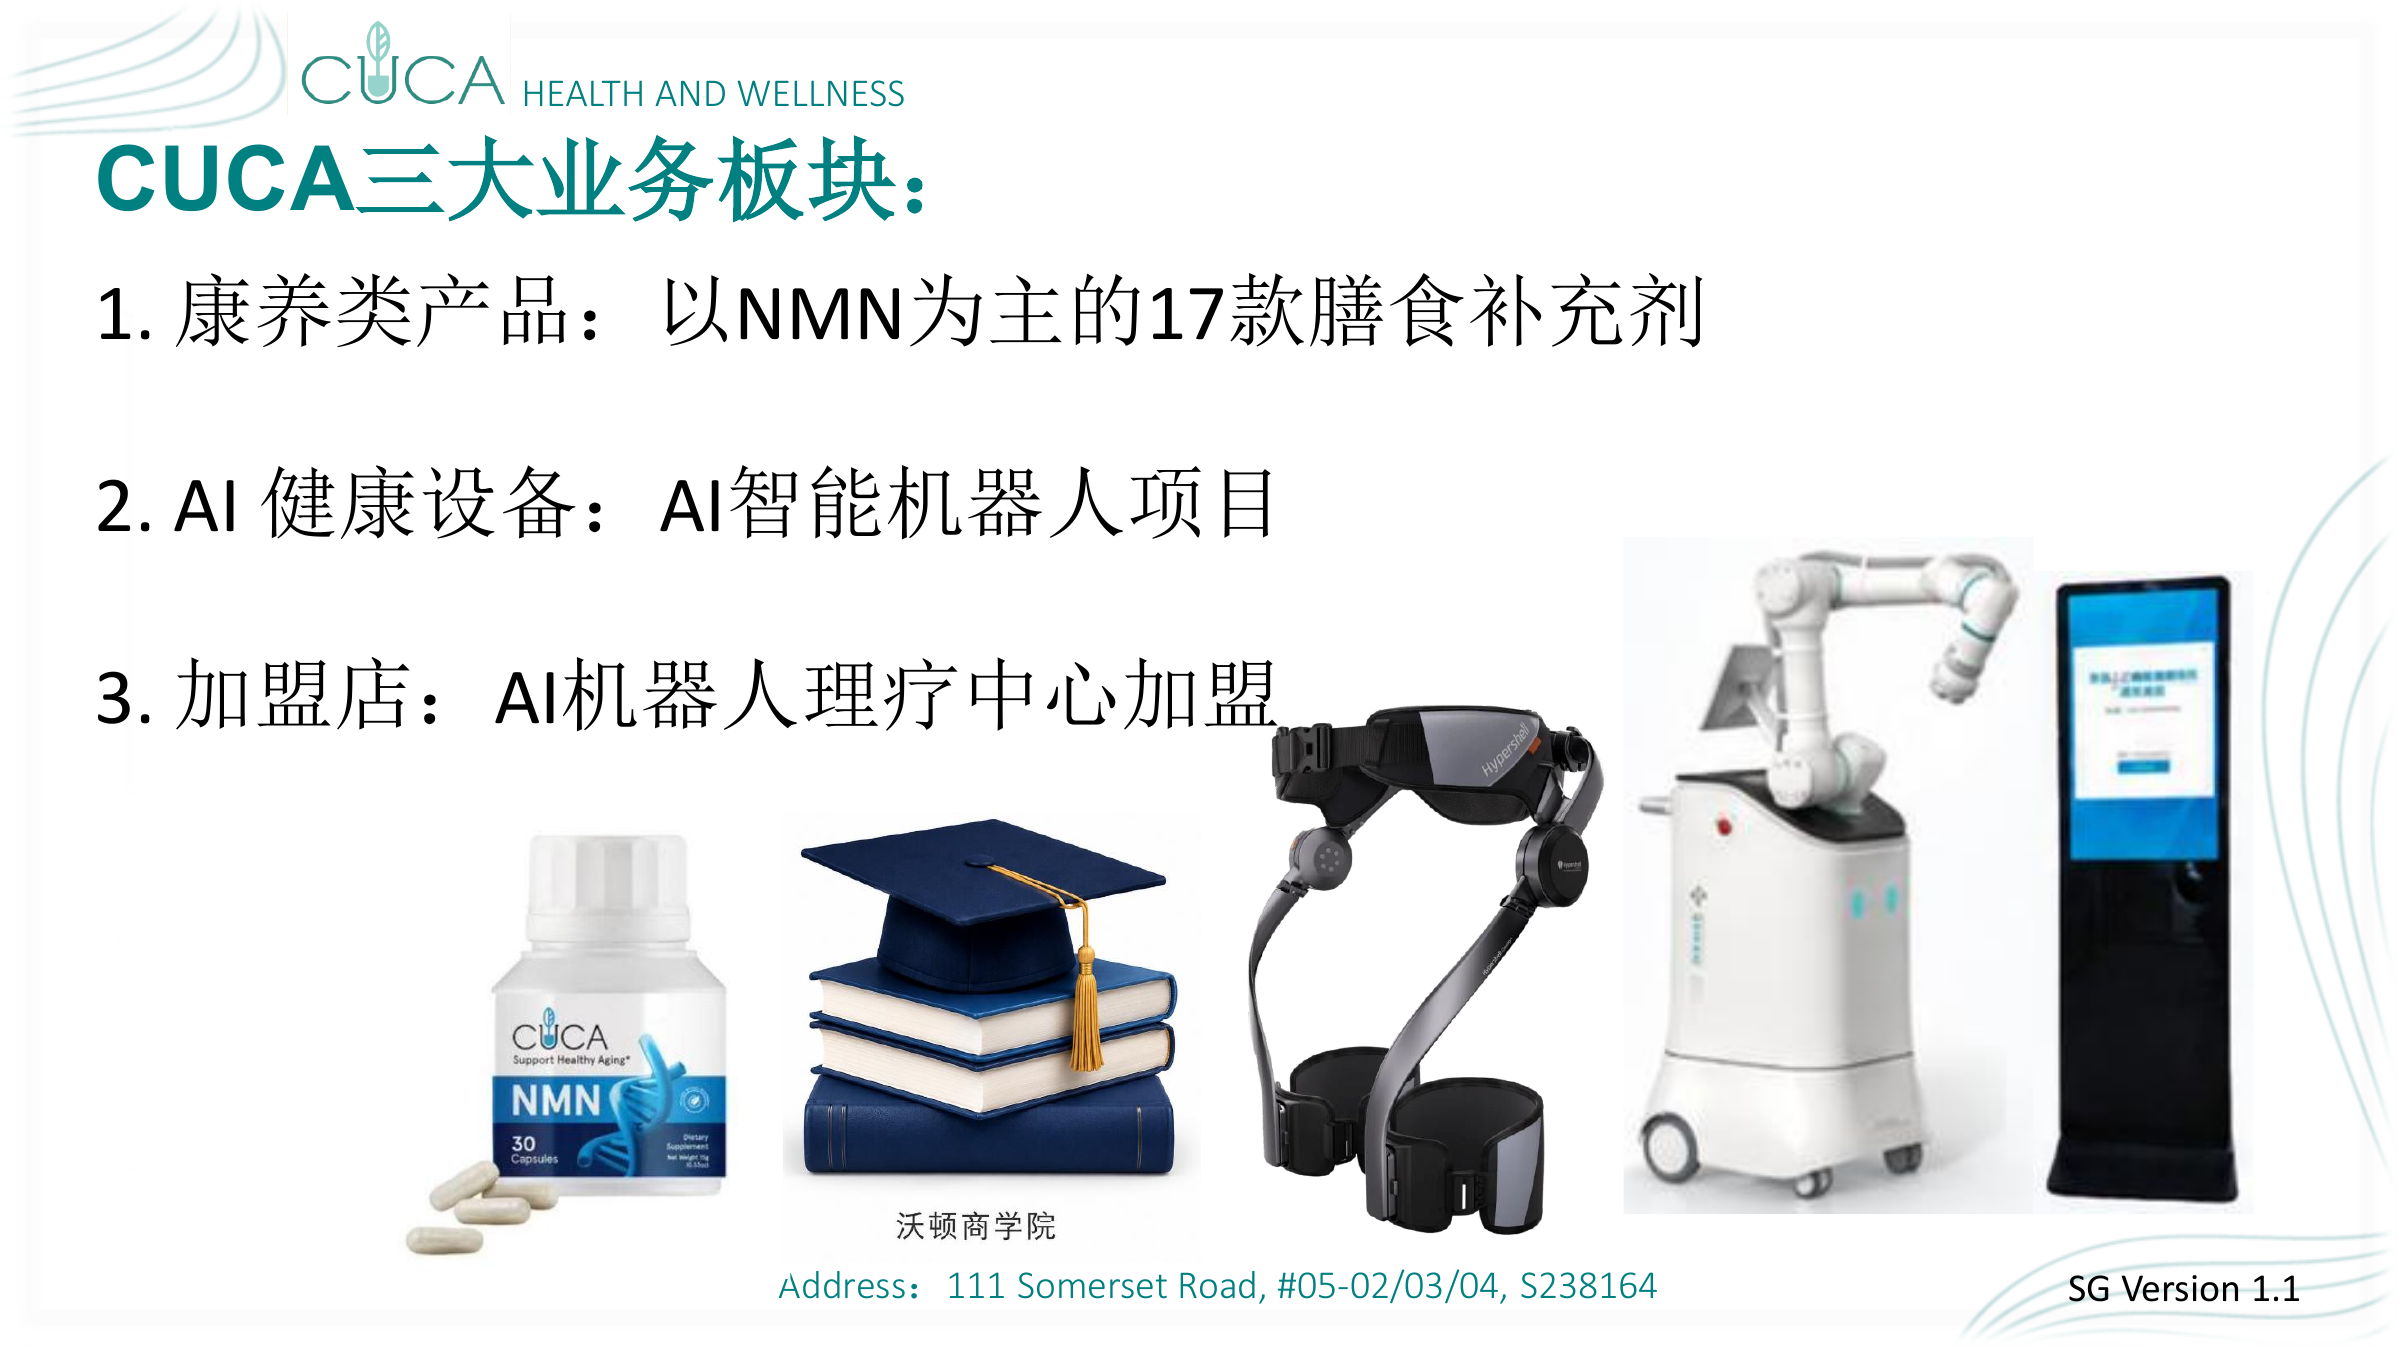 CUCA HEALTH AND WELLNESS
CUCA三大业务板块：
1. 康养类产品： 以NMN为主的17款膳食补充剂
2. AI 健康设备： AI智能机器人项目
3. 加盟店： AI机器人理疗中心加盟
Hypershell
Hypershell
CUCA
Support Healthy Aging*
NMN
30
Capsules
Dietary
Supplement
Net Weight 15g
沃顿商学院
Address： 111 Somerset Road, #05-02/03/04, S238164
SG Version 1.1